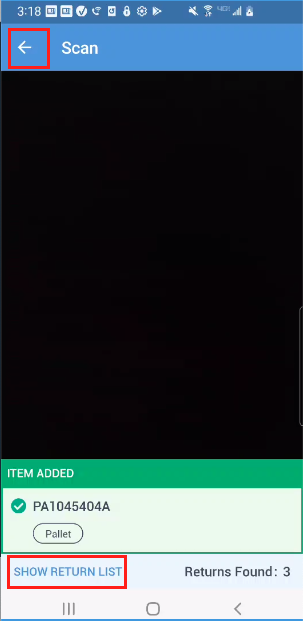 3:18
Scan
ITEM ADDED
PA1045404A
Pallet
SHOW RETURN LIST Returns Found: 3